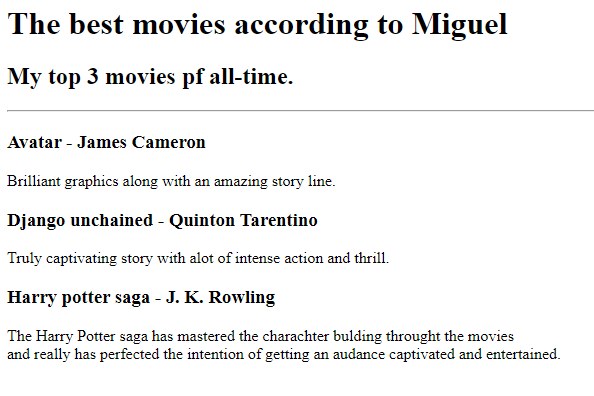 The best movies according to Miguel
My top 3 movies pf all-time.
Avatar - James Cameron
Brilliant graphics along with an amazing story line.
Django unchained - Quinton Tarentino
Truly captivating story with alot of intense action and thrill.
Harry potter saga - J. K. Rowling
The Harry Potter saga has mastered the charachter bulding throught the movies
and really has perfected the intention of getting an audance captivated and entertained.